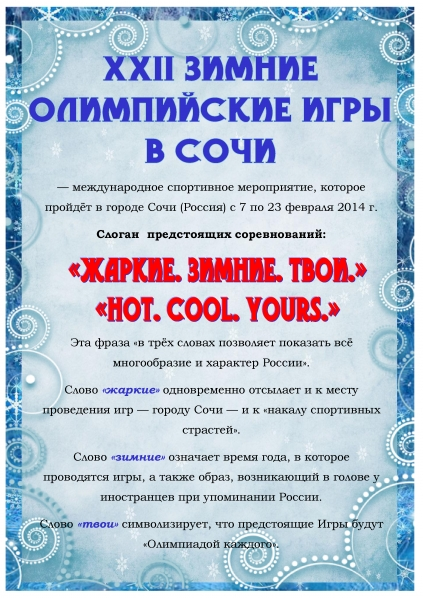 XXII ЗИМНИЕ
ОЛИМПИЙСКИЕ ИГРЫ
В СОЧИ
— международное спортивное мероприятие, которое
пройдёт в городе Сочи (Россия) с 7 по 23 февраля 2014 г.
Слоган предстоящих соревнований:
«ЖАРКИЕ. ЗИМНИЕ. ТВОИ.»
«HOT. COOL. YOURS.»
Эта фраза «в трёх словах позволяет показать всё
многообразие и характер России».
Слово «жаркие» одновременно отсылает и к месту
проведения игр — городу Сочи — и к «накалу спортивных
страстей».
Слово «зимние» означает время года, в которое
проводятся игры, а также образ, возникающий в голове у
иностранцев при упоминании России.
Слово «твои» символизирует, что предстоящие Игры будут
«Олимпиадой каждого».